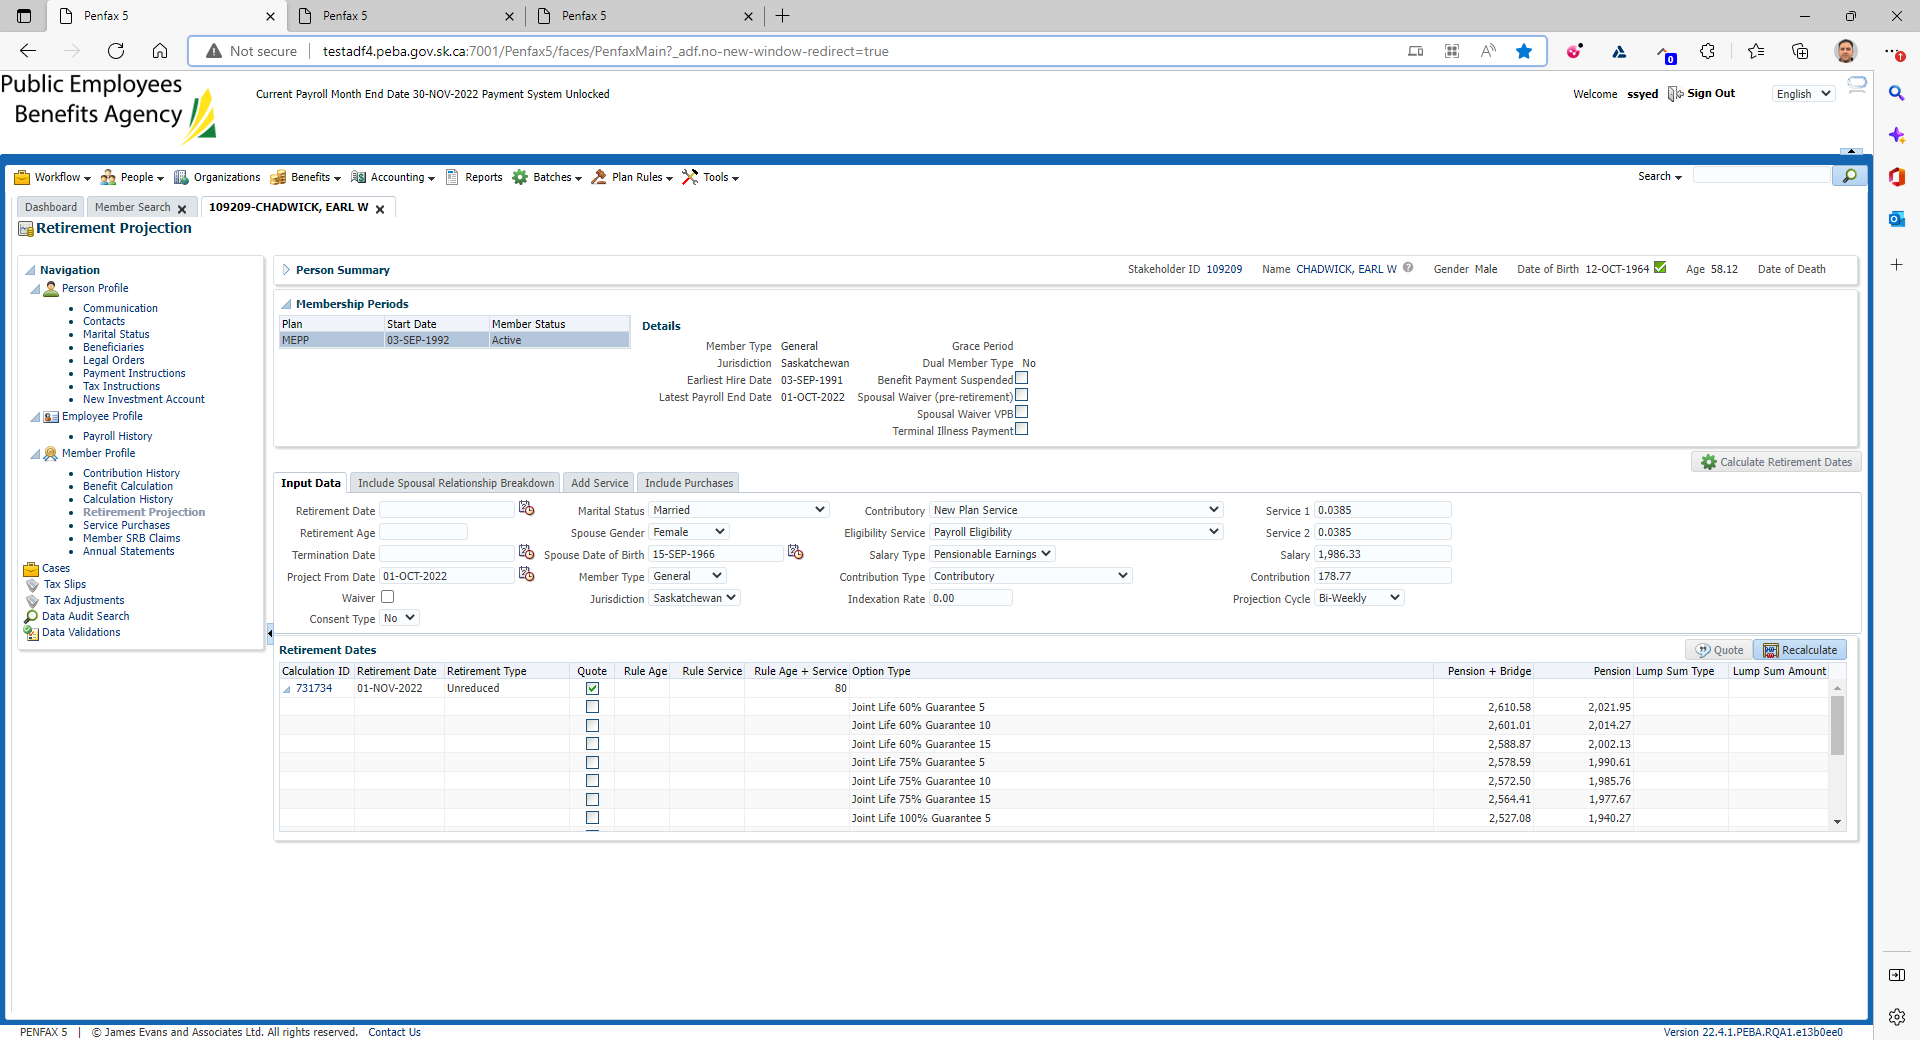 Penfax 5
Penfax 5
Penfax 5
Not secure
testadf4.peba.gov.sk.ca:7001/Penfax5/faces/PenfaxMain?_adf.no-new-window-redirect=true
0
1
Public Employees
Benefits Agency
Current Payroll Month End Date 30-NOV-2022 Payment System Unlocked
Welcome ssyed Sign Out English
Workflow People Organizations Benefits Accounting Reports Batches Plan Rules Tools Search
Dashboard Member Search 109209-CHADWICK, EARL W
Retirement Projection
Navigation
Person Profile
Communication
Contacts
Marital Status
Beneficiaries
Legal Orders
Payment Instructions
Tax Instructions
New Investment Account
Employee Profile
Payroll History
Member Profile
Contribution History
Benefit Calculation
Calculation History
Retirement Projection
Service Purchases
Member SRB Claims
Annual Statements
Cases
Tax Slips
Tax Adjustments
Data Audit Search
Data Validations
Person Summary Stakeholder ID 109209 Name CHADWICK, EARL W Gender Male Date of Birth 12-OCT-1964 Age 58.12 Date of Death
Membership Periods
Plan Start Date Member Status
MEPP 03-SEP-1992 Active
Details
Member Type General Grace Period
Jurisdiction Saskatchewan Dual Member Type No
Earliest Hire Date 03-SEP-1991 Benefit Payment Suspended
Latest Payroll End Date 01-OCT-2022 Spousal Waiver (pre-retirement)
Spousal Waiver VPB
Terminal Illness Payment
Calculate Retirement Dates
Input Data Include Spousal Relationship Breakdown Add Service Include Purchases
Retirement Date Marital Status Married Contributory New Plan Service Service 1 0.0385
Retirement Age Spouse Gender Female Eligibility Service Payroll Eligibility Service 2 0.0385
Termination Date Spouse Date of Birth 15-SEP-1966 Salary Type Pensionable Earnings Salary 1,986.33
Project From Date 01-OCT-2022 Member Type General Contribution Type Contributory Contribution 178.77
Waiver Jurisdiction Saskatchewan Indexation Rate 0.00 Projection Cycle Bi-Weekly
Consent Type No
Retirement Dates Quote Recalculate
Calculation ID Retirement Date Retirement Type Quote Rule Age Rule Service Rule Age + Service Option Type Pension + Bridge Pension Lump Sum Type Lump Sum Amount
731734 01-NOV-2022 Unreduced 80
Joint Life 60% Guarantee 5 2,610.58 2,021.95
Joint Life 60% Guarantee 10 2,601.01 2,014.27
Joint Life 60% Guarantee 15 2,588.87 2,002.13
Joint Life 75% Guarantee 5 2,578.59 1,990.61
Joint Life 75% Guarantee 10 2,572.50 1,985.76
Joint Life 75% Guarantee 15 2,564.41 1,977.67
Joint Life 100% Guarantee 5 2,527.08 1,940.27
PENFAX 5 | © James Evans and Associates Ltd. All rights reserved. Contact Us Version 22.4.1.PEBA.RQA1.e13b0ee0